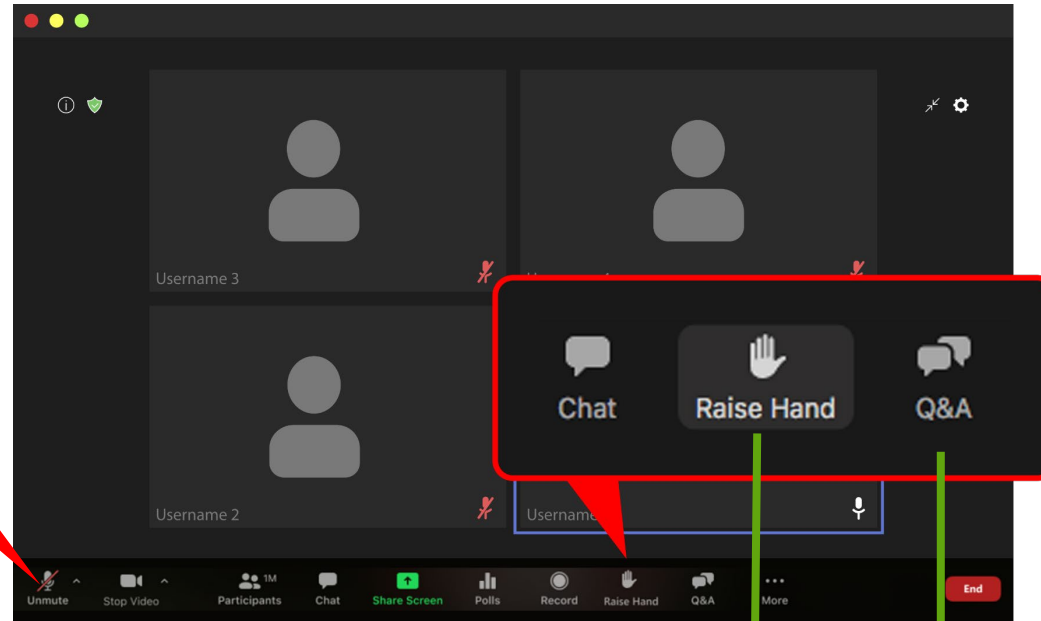 Username 3
Chat
Raise Hand
Q&A
Username 2
Username
Unmute
Stop Video
Participants
1M
Chat
Share Screen
Polls
Record
Raise Hand
Q&A
More
End